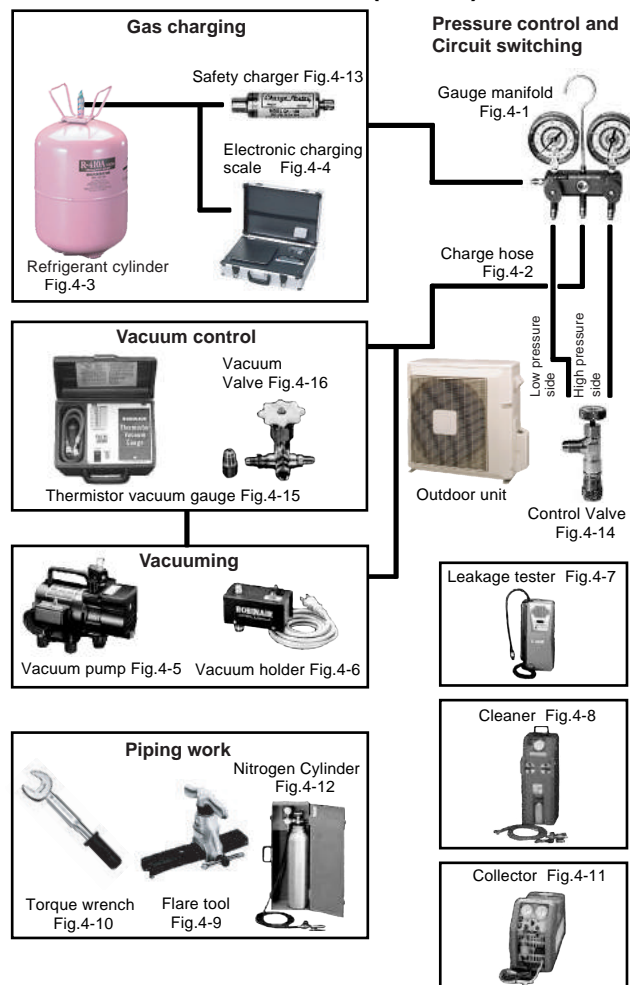 Gas charging
Safety charger Fig.4-13
Electronic charging
scale Fig.4-4
R-410A
Refrigerant cylinder
Fig.4-3
Pressure control and
Circuit switching
Gauge manifold
Fig.4-1
Charge hose
Fig.4-2
Low pressure
side
High pressure
side
Outdoor unit
Control Valve
Fig.4-14
Vacuum control
Vacuum
Valve Fig.4-16
Thermistor
Vacuum
Gauge
Thermistor vacuum gauge Fig.4-15
Vacuuming
ROBINAIR
Vacuum pump Fig.4-5
Vacuum holder Fig.4-6
Leakage tester Fig.4-7
Cleaner Fig.4-8
Piping work
Nitrogen Cylinder
Fig.4-12
Torque wrench
Fig.4-10
Flare tool
Fig.4-9
Collector Fig.4-11